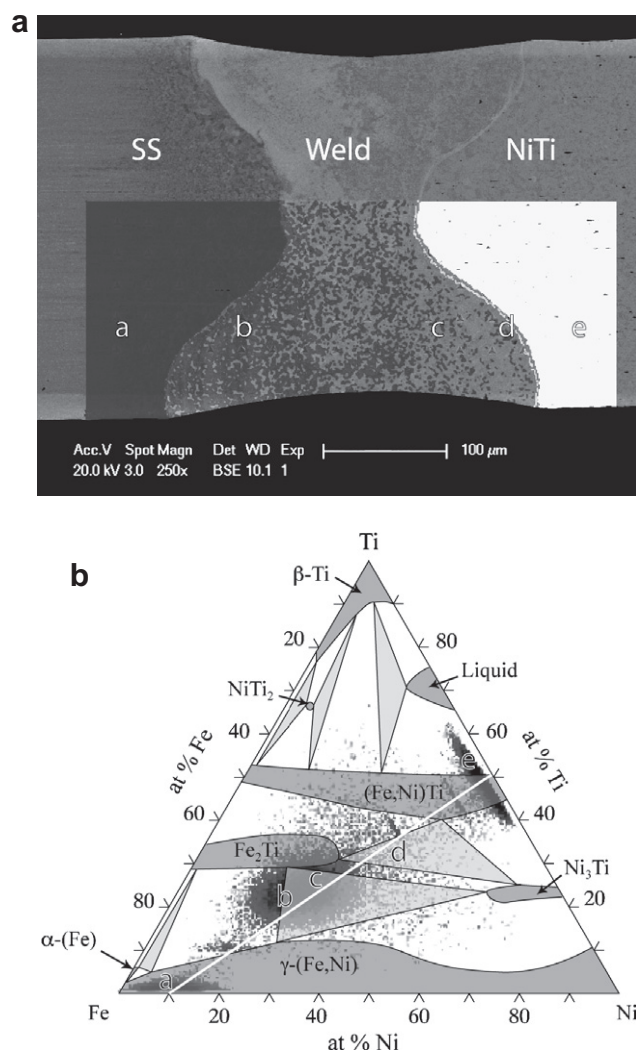 a
SS Weld NiTi
a b c d e
Acc.V Spot Magn Det WD Exp 100 μm
20.0 kV 3.0 250x BSE 10.1 1
b
Ti
β-Ti
20 80
Liquid
NiTi₂
40 60
at % Fe at % Ti
e
(Fe,Ni)Ti
60 40
Fe₂Ti d
c Ni₃Ti
b
80 20
α-(Fe)
γ-(Fe,Ni)
a
Fe Ni
20 40 60 80
at % Ni